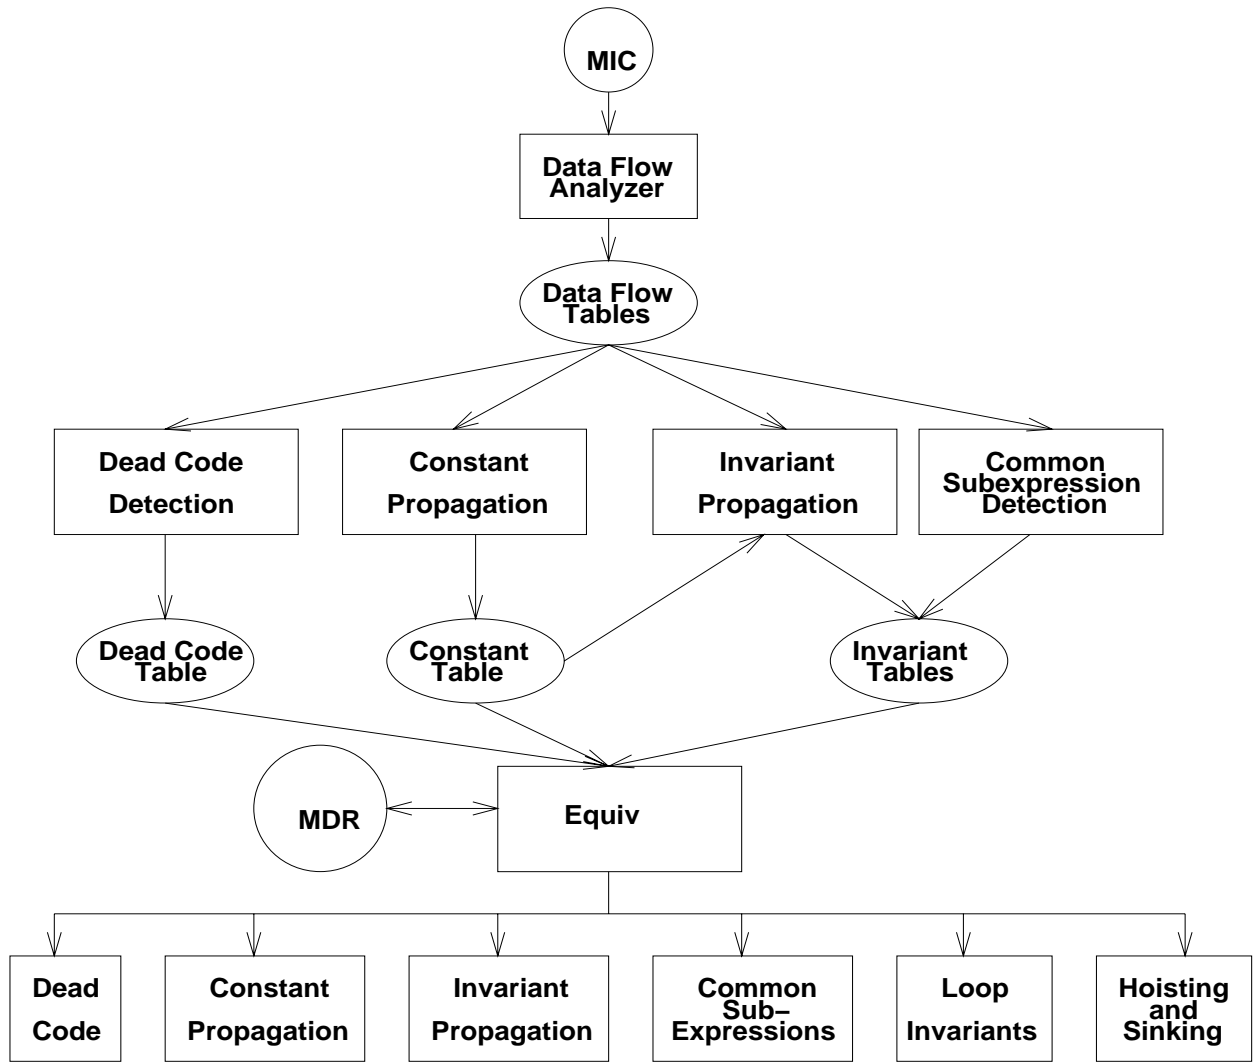 MIC
Data Flow
Analyzer
Data Flow
Tables
Dead Code
Detection
Constant
Propagation
Invariant
Propagation
Common
Subexpression
Detection
Dead Code
Table
Constant
Table
Invariant
Tables
MDR
Equiv
Dead
Code
Constant
Propagation
Invariant
Propagation
Common
Sub−
Expressions
Loop
Invariants
Hoisting
and
Sinking